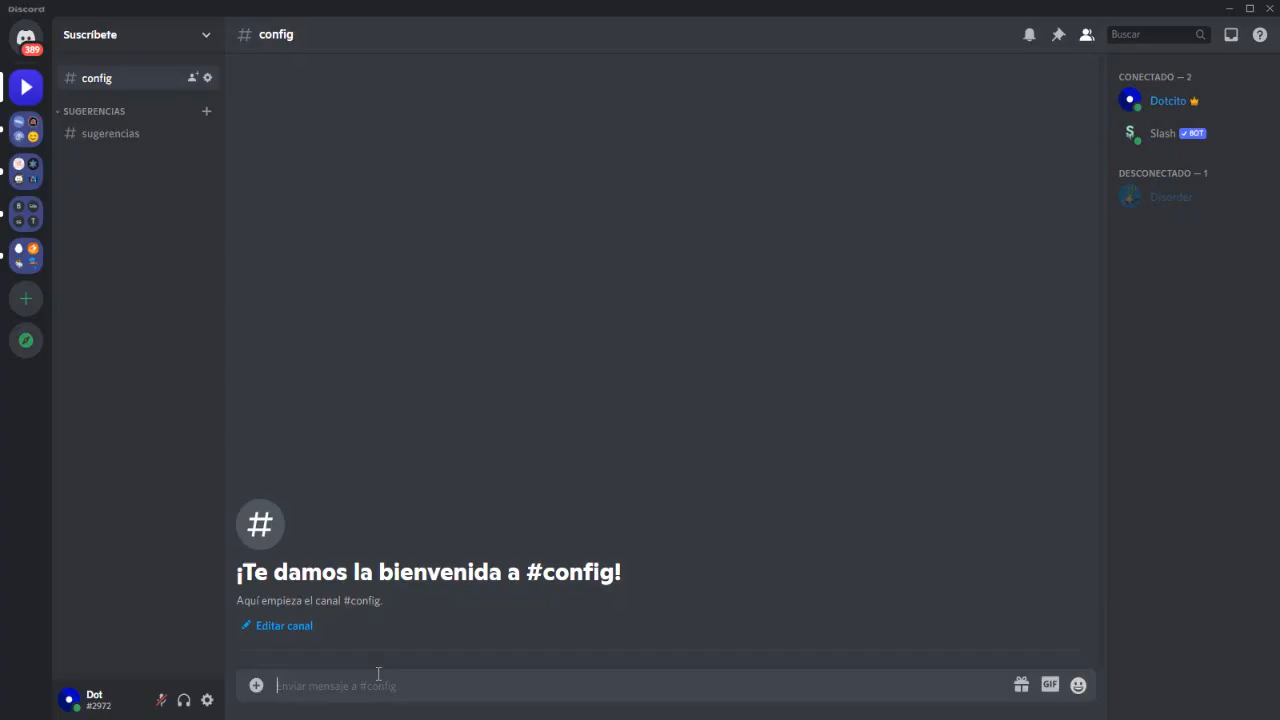 Discord
389
Suscríbete
config
SUGERENCIAS
sugerencias
Dot
#2972
config
Buscar
¡Te damos la bienvenida a #config!
Aquí empieza el canal #config.
Editar canal
Enviar mensaje a #config
GIF
CONECTADO — 2
Dotcito
Slash BOT
DESCONECTADO — 1
Disorder